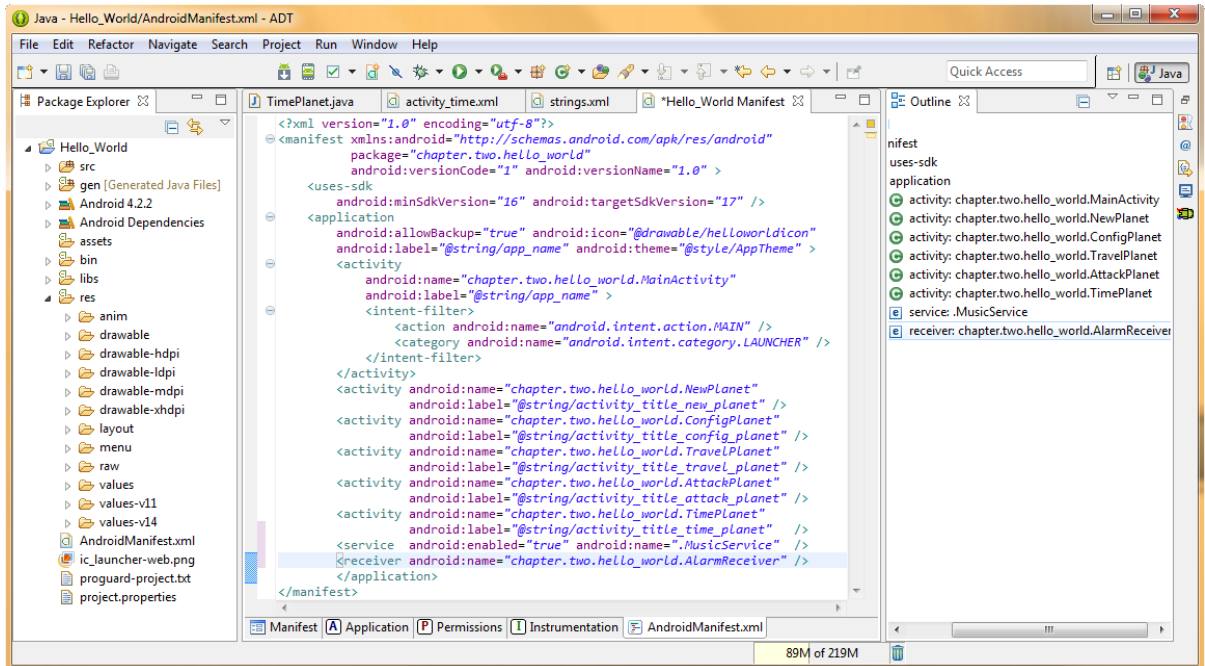 Java - Hello_World/AndroidManifest.xml - ADT
File Edit Refactor Navigate Search Project Run Window Help
Quick Access
Java
Package Explorer
Hello_World
src
gen [Generated Java Files]
Android 4.2.2
Android Dependencies
assets
bin
libs
res
anim
drawable
drawable-hdpi
drawable-ldpi
drawable-mdpi
drawable-xhdpi
layout
menu
raw
values
values-v11
values-v14
AndroidManifest.xml
ic_launcher-web.png
proguard-project.txt
project.properties
TimePlanet.java activity_time.xml strings.xml *Hello_World Manifest
<?xml version="1.0" encoding="utf-8"?>
<manifest xmlns:android="http://schemas.android.com/apk/res/android"
package="chapter.two.hello_world"
android:versionCode="1" android:versionName="1.0" >
<uses-sdk
android:minSdkVersion="16" android:targetSdkVersion="17" />
<application
android:allowBackup="true" android:icon="@drawable/helloworldicon"
android:label="@string/app_name" android:theme="@style/AppTheme" >
<activity
android:name="chapter.two.hello_world.MainActivity"
android:label="@string/app_name" >
<intent-filter>
<action android:name="android.intent.action.MAIN" />
<category android:name="android.intent.category.LAUNCHER" />
</intent-filter>
</activity>
<activity android:name="chapter.two.hello_world.NewPlanet"
android:label="@string/activity_title_new_planet" />
<activity android:name="chapter.two.hello_world.ConfigPlanet"
android:label="@string/activity_title_config_planet" />
<activity android:name="chapter.two.hello_world.TravelPlanet"
android:label="@string/activity_title_travel_planet" />
<activity android:name="chapter.two.hello_world.AttackPlanet"
android:label="@string/activity_title_attack_planet" />
<activity android:name="chapter.two.hello_world.TimePlanet"
android:label="@string/activity_title_time_planet" />
<service android:enabled="true" android:name=".MusicService" />
<receiver android:name="chapter.two.hello_world.AlarmReceiver" />
</application>
</manifest>
Manifest A Application P Permissions I Instrumentation AndroidManifest.xml
Outline
nifest
uses-sdk
application
activity: chapter.two.hello_world.MainActivity
activity: chapter.two.hello_world.NewPlanet
activity: chapter.two.hello_world.ConfigPlanet
activity: chapter.two.hello_world.TravelPlanet
activity: chapter.two.hello_world.AttackPlanet
activity: chapter.two.hello_world.TimePlanet
service: .MusicService
receiver: chapter.two.hello_world.AlarmReceiver
89M of 219M